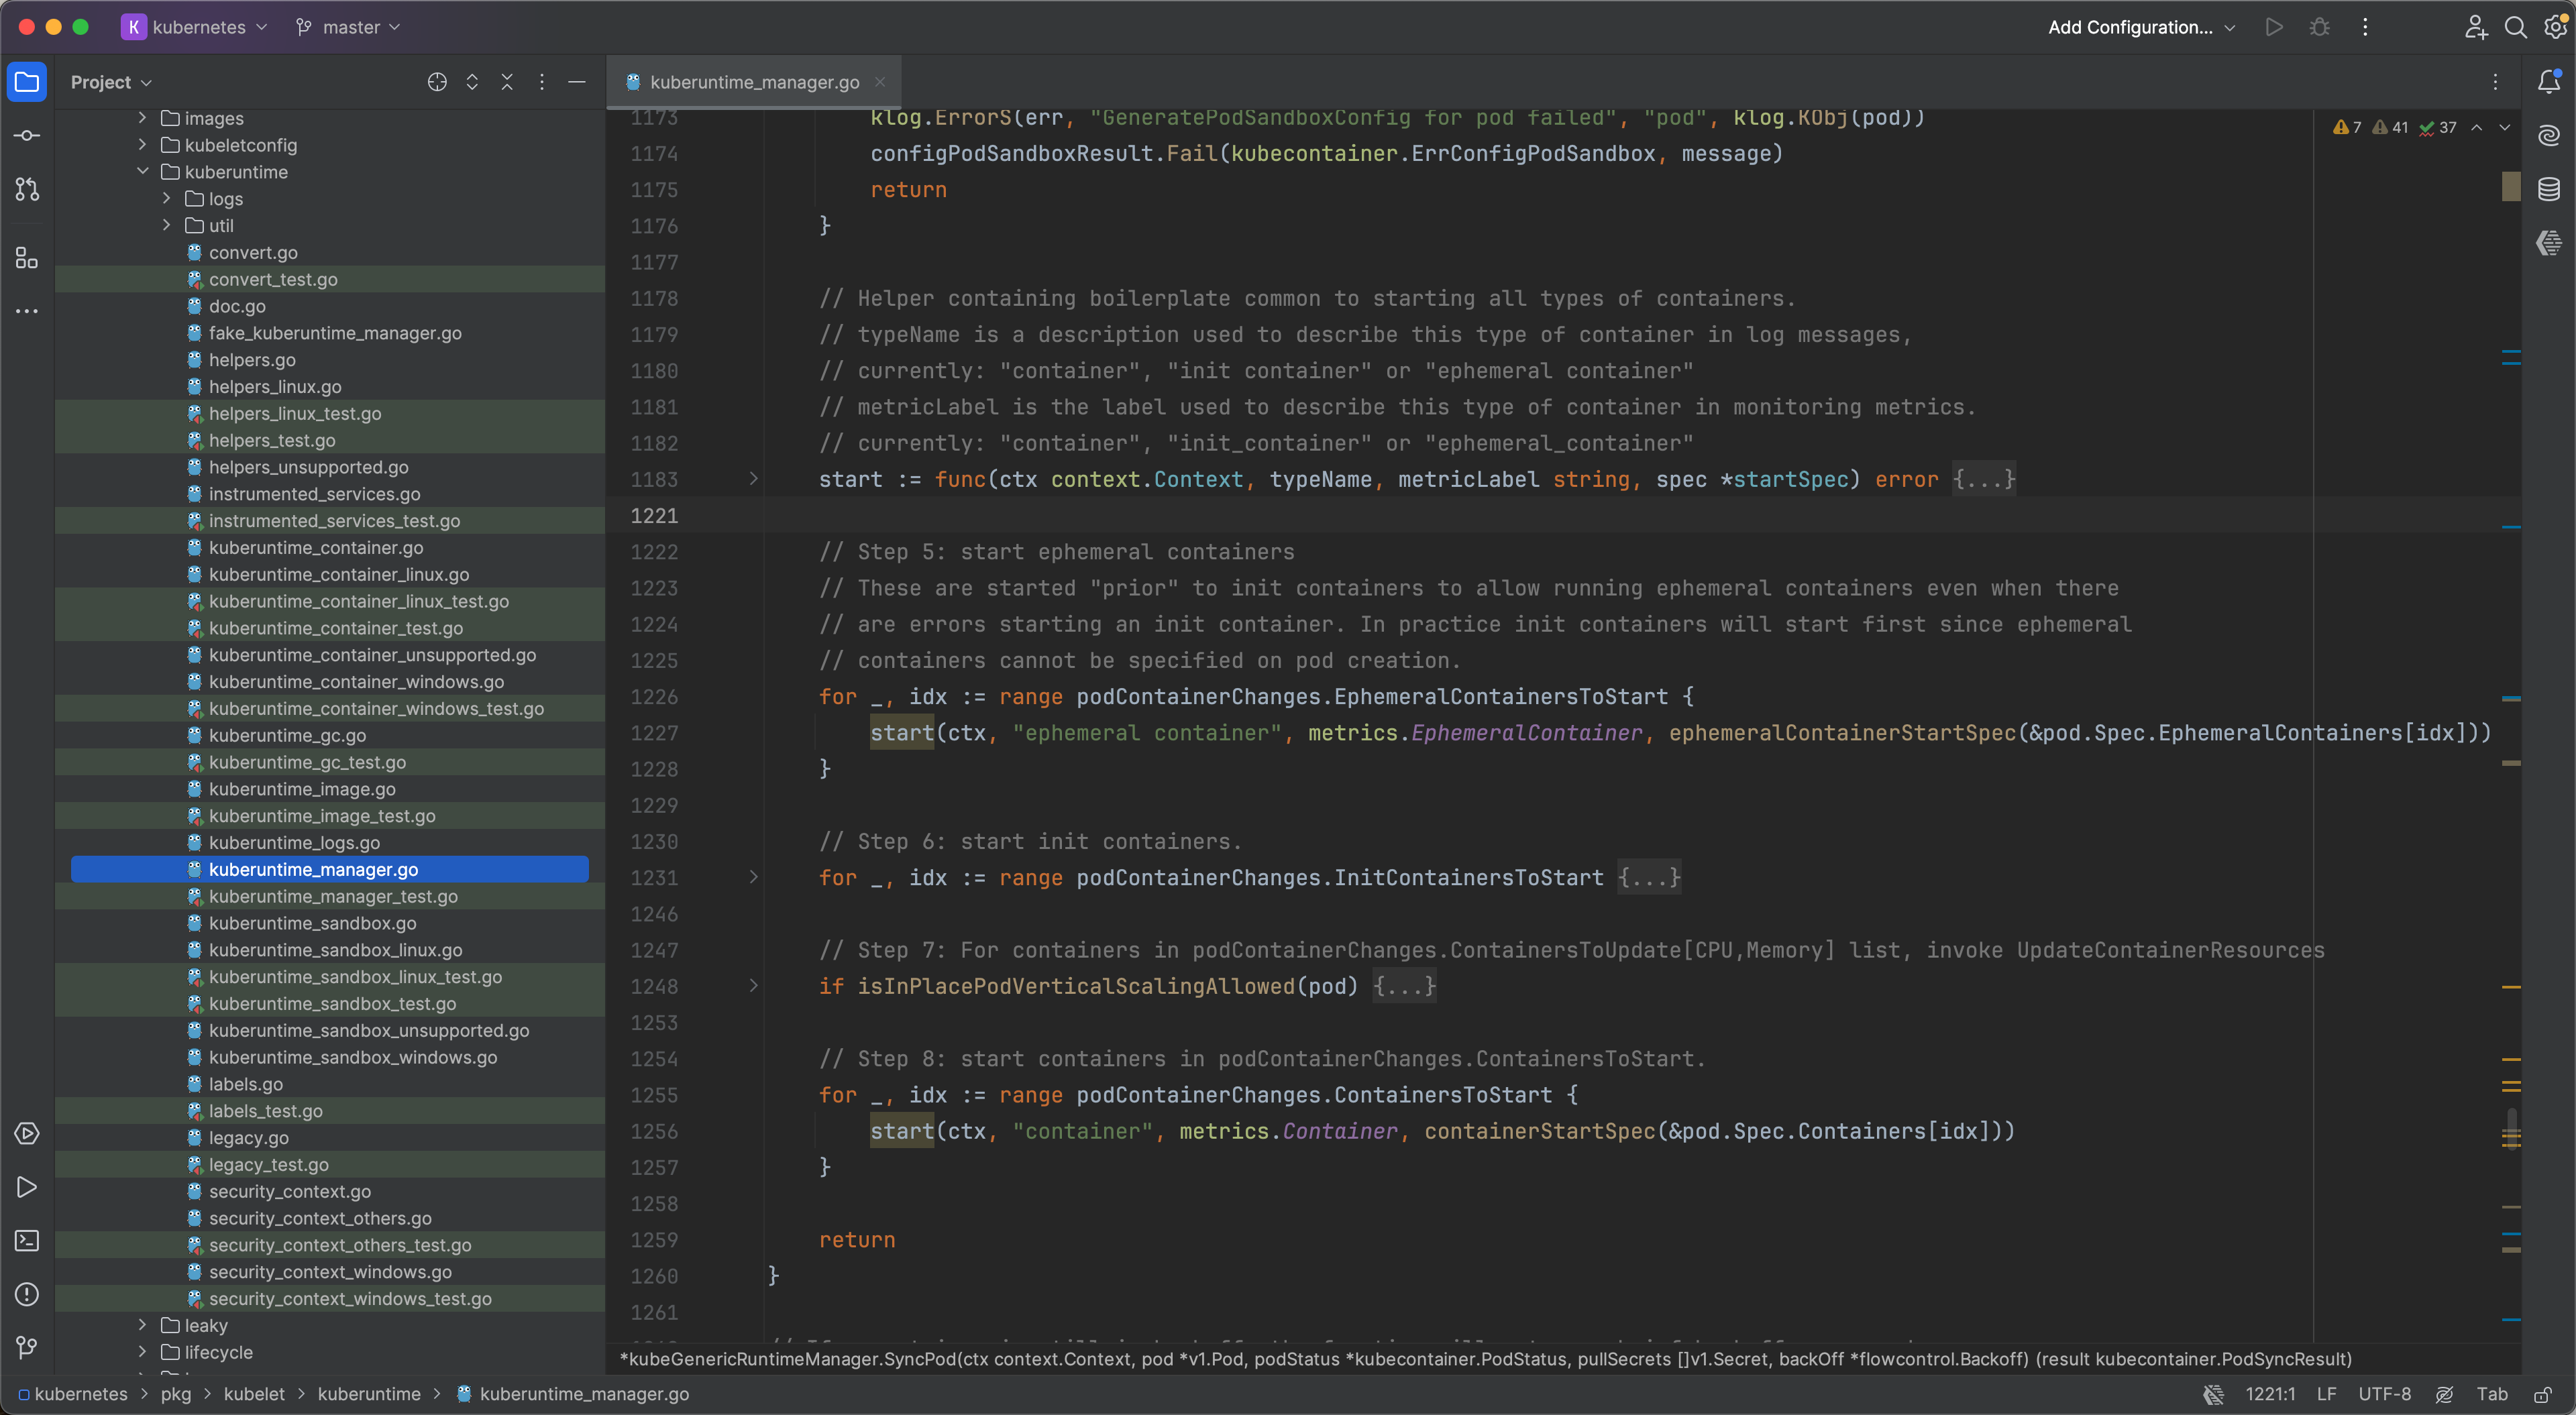 K kubernetes master Add Configuration...
Project
kuberuntime_manager.go
images
kubeletconfig
kuberuntime
logs
util
convert.go
convert_test.go
doc.go
fake_kuberuntime_manager.go
helpers.go
helpers_linux.go
helpers_linux_test.go
helpers_test.go
helpers_unsupported.go
instrumented_services.go
instrumented_services_test.go
kuberuntime_container.go
kuberuntime_container_linux.go
kuberuntime_container_linux_test.go
kuberuntime_container_test.go
kuberuntime_container_unsupported.go
kuberuntime_container_windows.go
kuberuntime_container_windows_test.go
kuberuntime_gc.go
kuberuntime_gc_test.go
kuberuntime_image.go
kuberuntime_image_test.go
kuberuntime_logs.go
kuberuntime_manager.go
kuberuntime_manager_test.go
kuberuntime_sandbox.go
kuberuntime_sandbox_linux.go
kuberuntime_sandbox_linux_test.go
kuberuntime_sandbox_test.go
kuberuntime_sandbox_unsupported.go
kuberuntime_sandbox_windows.go
labels.go
labels_test.go
legacy.go
legacy_test.go
security_context.go
security_context_others.go
security_context_others_test.go
security_context_windows.go
security_context_windows_test.go
leaky
lifecycle
7 41 37
1173 klog.ErrorS(err, "GeneratePodSandboxConfig for pod failed", "pod", klog.KObj(pod))
1174 configPodSandboxResult.Fail(kubecontainer.ErrConfigPodSandbox, message)
1175 return
1176 }
1177
1178 // Helper containing boilerplate common to starting all types of containers.
1179 // typeName is a description used to describe this type of container in log messages,
1180 // currently: "container", "init container" or "ephemeral container"
1181 // metricLabel is the label used to describe this type of container in monitoring metrics.
1182 // currently: "container", "init_container" or "ephemeral_container"
1183 start := func(ctx context.Context, typeName, metricLabel string, spec *startSpec) error {...}
1221
1222 // Step 5: start ephemeral containers
1223 // These are started "prior" to init containers to allow running ephemeral containers even when there
1224 // are errors starting an init container. In practice init containers will start first since ephemeral
1225 // containers cannot be specified on pod creation.
1226 for _, idx := range podContainerChanges.EphemeralContainersToStart {
1227 start(ctx, "ephemeral container", metrics.EphemeralContainer, ephemeralContainerStartSpec(&pod.Spec.EphemeralContainers[idx]))
1228 }
1229
1230 // Step 6: start init containers.
1231 for _, idx := range podContainerChanges.InitContainersToStart {...}
1246
1247 // Step 7: For containers in podContainerChanges.ContainersToUpdate[CPU,Memory] list, invoke UpdateContainerResources
1248 if isInPlacePodVerticalScalingAllowed(pod) {...}
1253
1254 // Step 8: start containers in podContainerChanges.ContainersToStart.
1255 for _, idx := range podContainerChanges.ContainersToStart {
1256 start(ctx, "container", metrics.Container, containerStartSpec(&pod.Spec.Containers[idx]))
1257 }
1258
1259 return
1260 }
1261
*kubeGenericRuntimeManager.SyncPod(ctx context.Context, pod *v1.Pod, podStatus *kubecontainer.PodStatus, pullSecrets []v1.Secret, backOff *flowcontrol.Backoff) (result kubecontainer.PodSyncResult)
kubernetes > pkg > kubelet > kuberuntime > kuberuntime_manager.go
1221:1 LF UTF-8 Tab